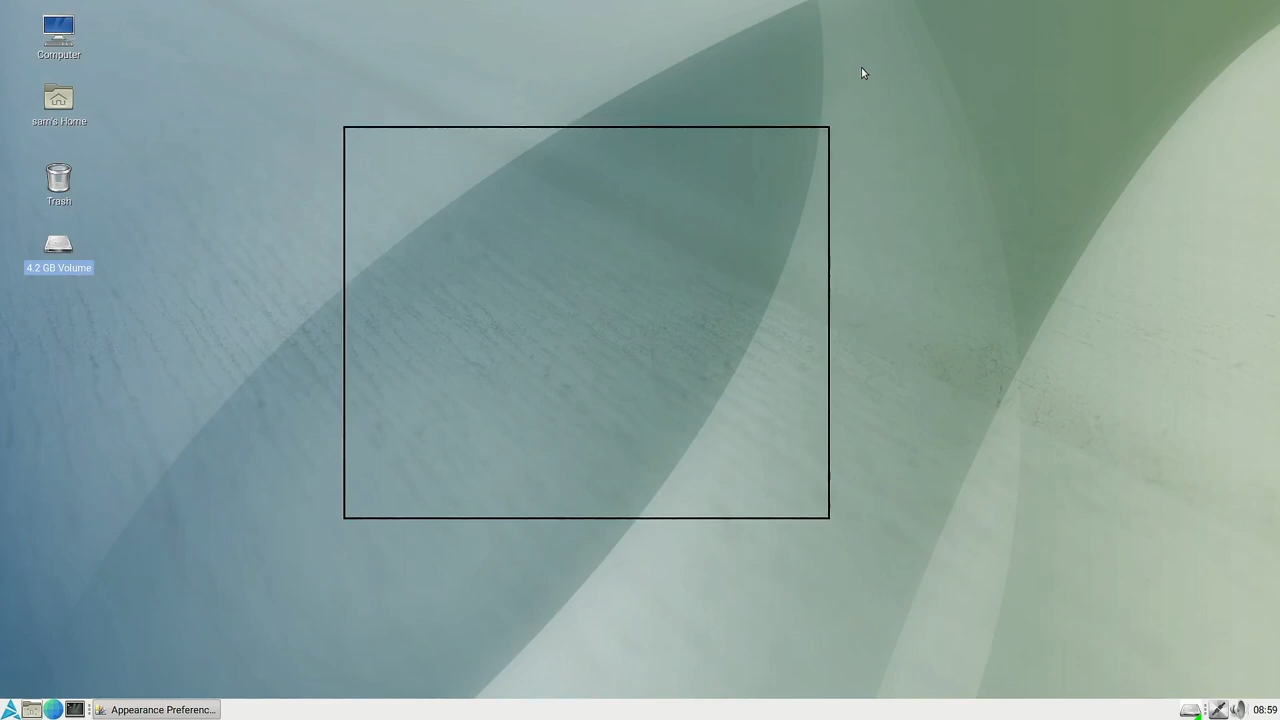 Computer
sam's Home
Trash
4.2 GB Volume
Appearance Preferenc...
08:59